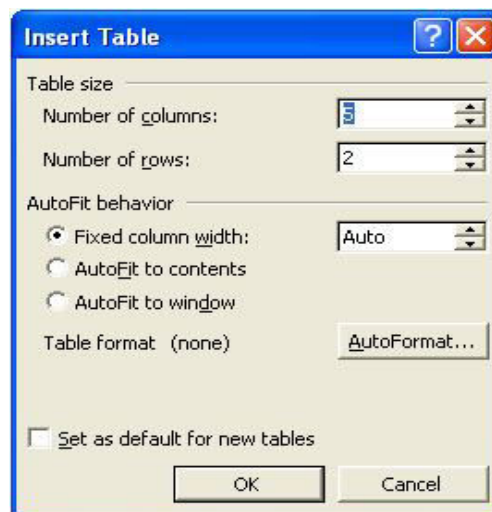 Insert Table
Table size
Number of columns: 5
Number of rows: 2
AutoFit behavior
Fixed column width: Auto
AutoFit to contents
AutoFit to window
Table format (none) AutoFormat...
Set as default for new tables
OK Cancel